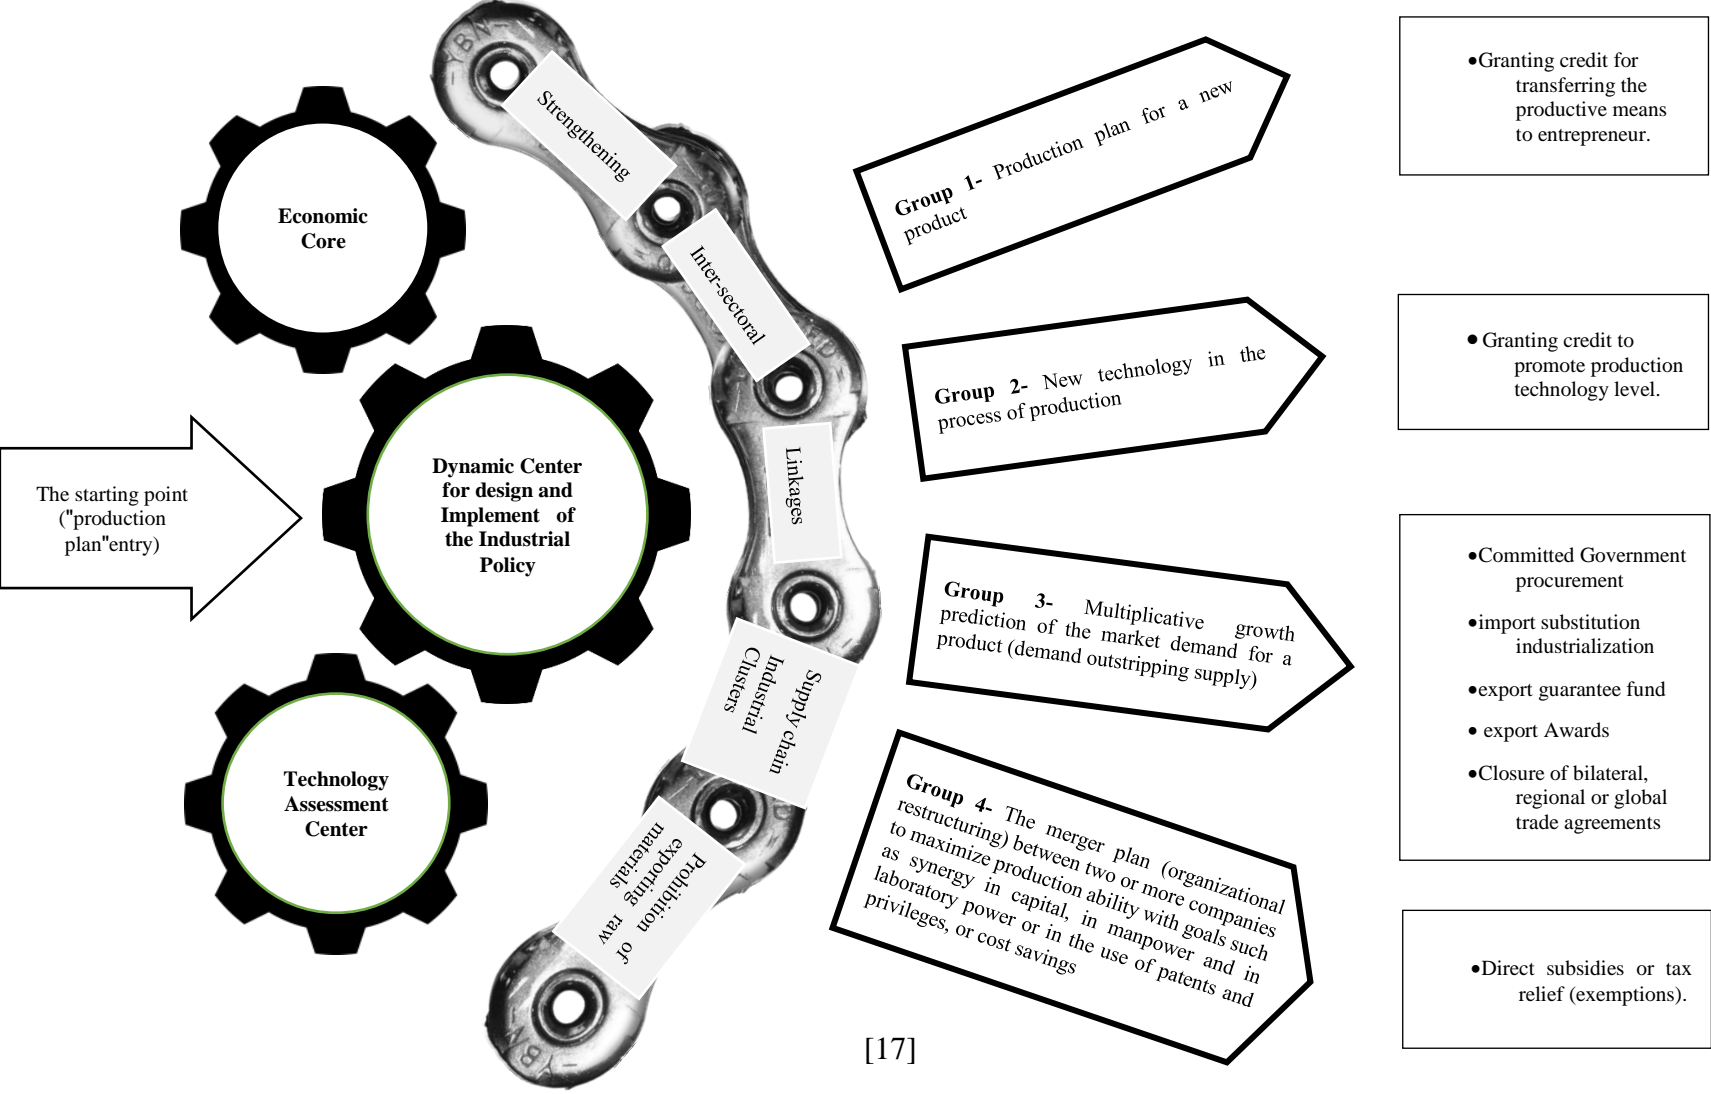 Economic
Core
The starting point
("production
plan"entry)
Dynamic Center
for design and
Implement of
the Industrial
Policy
Technology
Assessment
Center
Strengthening
Inter-sectoral
Linkages
Supply chain
Industrial
Clusters
Prohibition of
exporting raw
materials
Group 1- Production plan for a new
product
Group 2- New technology in the
process of production
Group 3- Multiplicative growth
prediction of the market demand for a
product (demand outstripping supply)
Group 4- The merger plan (organizational
restructuring) between two or more companies
to maximize production ability with goals such
as synergy in capital, in manpower and in
laboratory power or in the use of patents and
privileges, or cost savings
•Granting credit for
transferring the
productive means
to entrepreneur.
• Granting credit to
promote production
technology level.
•Committed Government
procurement
•import substitution
industrialization
•export guarantee fund
• export Awards
•Closure of bilateral,
regional or global
trade agreements
•Direct subsidies or tax
relief (exemptions).
[17]